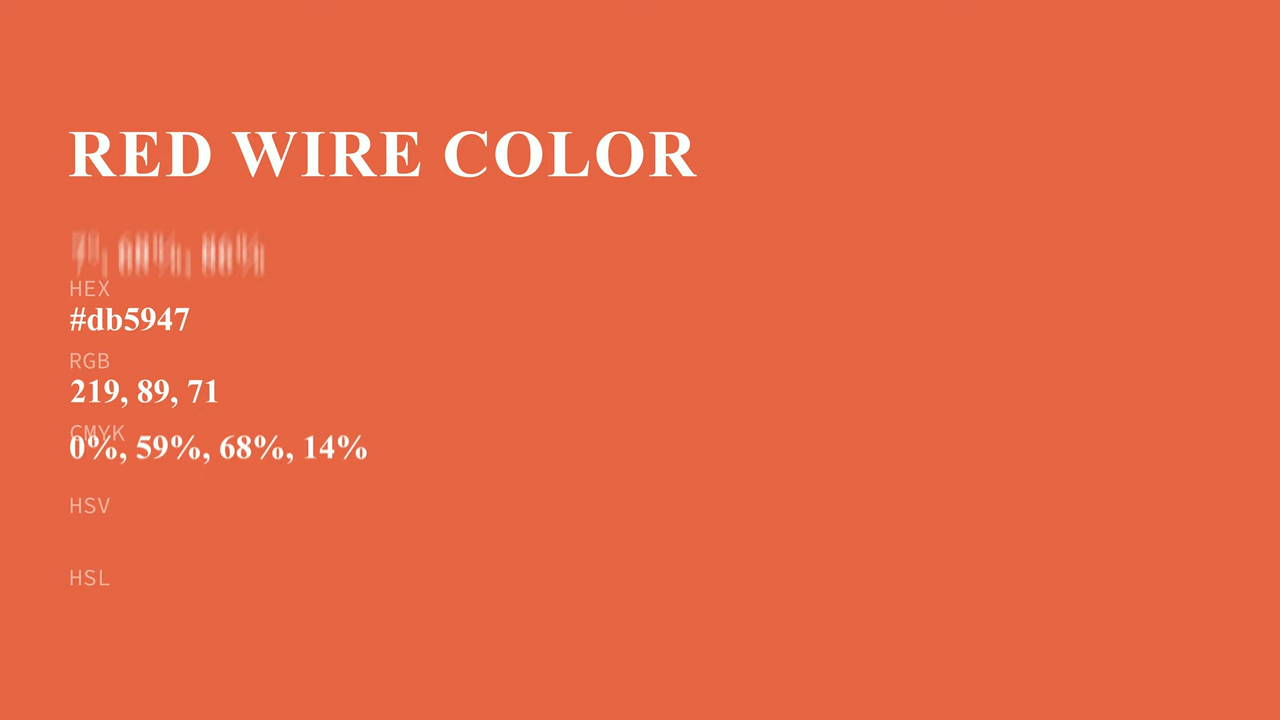 RED WIRE COLOR
HEX
#db5947
RGB
219, 89, 71
CMYK
0%, 59%, 68%, 14%
HSV
HSL